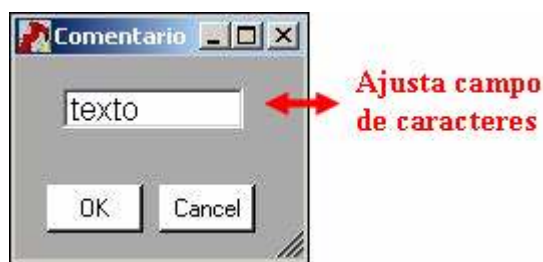 Comentario
texto
Ajusta campo
de caracteres
OK
Cancel